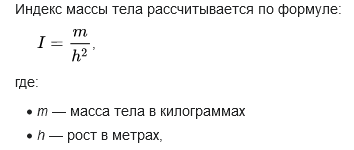 Индекс массы тела рассчитывается по формуле:
I = m / h²,
где:
• m — масса тела в килограммах
• h — рост в метрах,